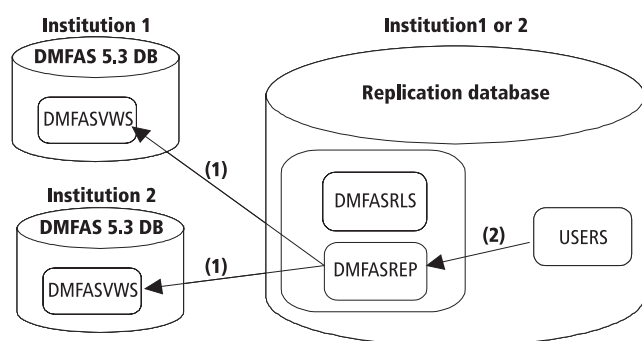 Institution 1
DMFAS 5.3 DB
DMFASVWS
Institution 2
DMFAS 5.3 DB
DMFASVWS
(1)
(1)
Institution1 or 2
Replication database
DMFASRLS
DMFASREP
(2)
USERS